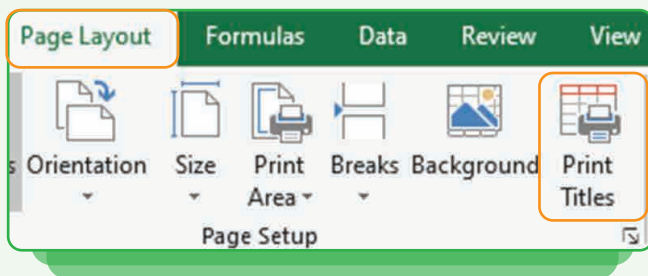 Page Layout Formulas Data Review View
s Orientation Size Print Breaks Background Print
Area Titles
Page Setup